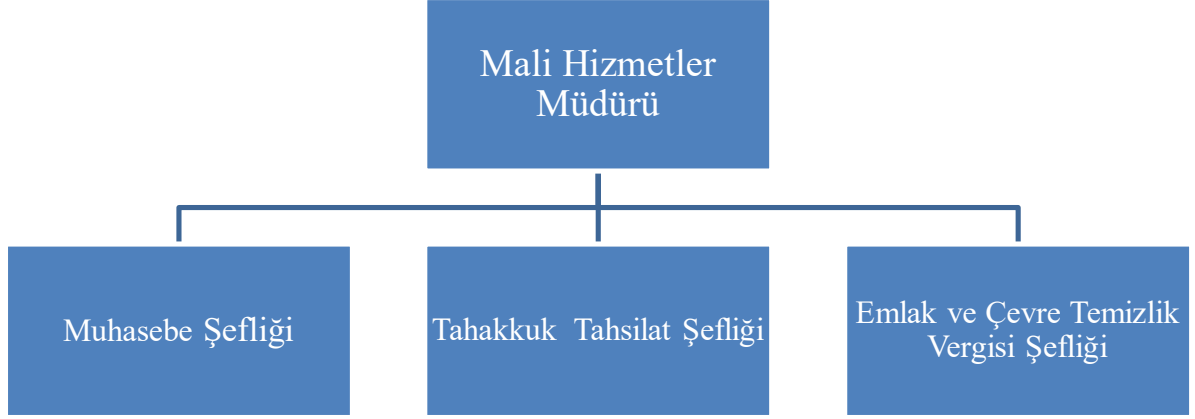 Mali Hizmetler
Müdürü
Muhasebe Şefliği
Tahakkuk Tahsilat Şefliği
Emlak ve Çevre Temizlik
Vergisi Şefliği